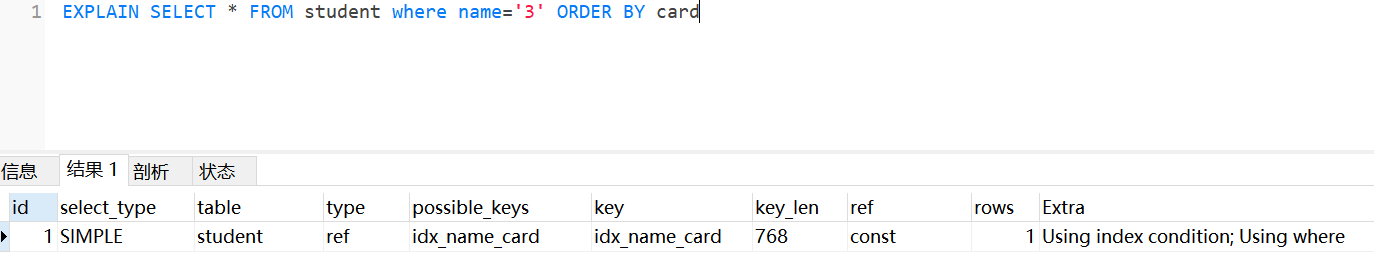 1 EXPLAIN SELECT * FROM student where name='3' ORDER BY card
信息 结果 1 剖析 状态
id select_type table type possible_keys key key_len ref rows Extra
1 SIMPLE student ref idx_name_card idx_name_card 768 const 1 Using index condition; Using where